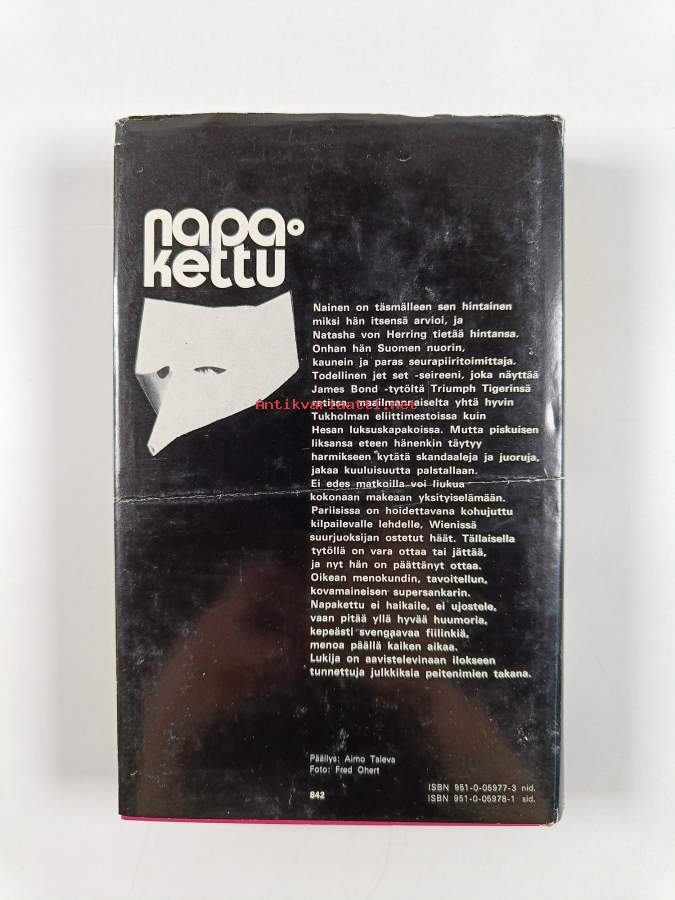 napa-
kettu
Nainen on täsmälleen sen hintainen
miksi hän itsensä arvioi, ja
Natasha von Herring tietää hintansa.
Onhan hän Suomen nuorin,
kaunein ja paras seurapiiritoimittaja.
Todellinen jet set -seireeni, joka näyttää
James Bond -tytöltä Triumph Tigerinsä
ratissa, maailmannaiselta yhtä hyvin
Antikvariaatti.net
Tukholman eliittimestoissa kuin
Hesan luksuskapakoissa. Mutta piskuisen
liksansa eteen hänenkin täytyy
harmikseen kytätä skandaaleja ja juoruja,
jakaa kuuluisuutta palstallaan.
Ei edes matkoilla voi liukua
kokonaan makeaan yksityiselämään.
Pariisissa on hoidettavana kohujuttu
kilpailevalle lehdelle, Wienissä
suurjuoksijan ostetut häät. Tällaisella
tytöllä on vara ottaa tai jättää,
ja nyt hän on päättänyt ottaa.
Oikean menokundin, tavoitellun,
kovamaineisen supersankarin.
Napakettu ei haikaile, ei ujostele,
vaan pitää yllä hyvää huumoria,
kepeästi svengaavaa fiilinkiä,
menoa päällä kaiken aikaa.
Lukija on aavistelevinaan ilokseen
tunnettuja julkkiksia peitenimien takana.
Päällys: Aimo Taleva
Foto: Fred Ohert
842
ISBN 951-0-05977-3 nid.
ISBN 951-0-05978-1 sid.